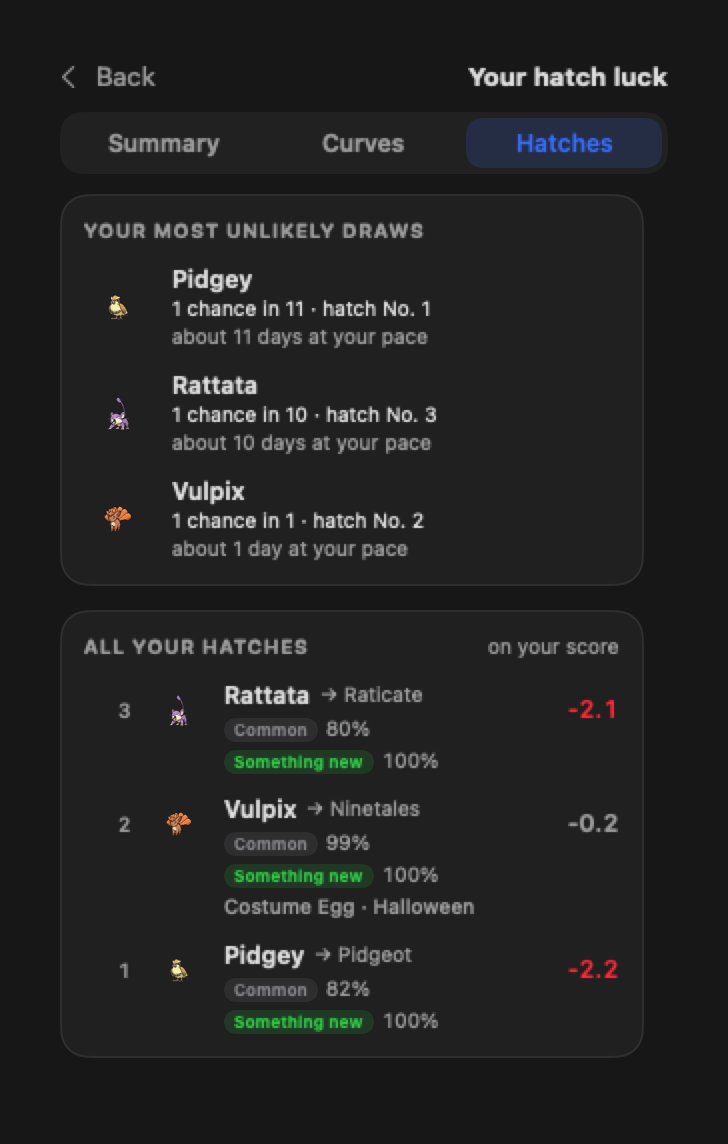 Back
Your hatch luck
Summary
Curves
Hatches
YOUR MOST UNLIKELY DRAWS
Pidgey
1 chance in 11 · hatch No. 1
about 11 days at your pace
Rattata
1 chance in 10 · hatch No. 3
about 10 days at your pace
Vulpix
1 chance in 1 · hatch No. 2
about 1 day at your pace
ALL YOUR HATCHES
on your score
3
Rattata → Raticate
-2.1
Common 80%
Something new 100%
2
Vulpix → Ninetales
-0.2
Common 99%
Something new 100%
Costume Egg · Halloween
1
Pidgey → Pidgeot
-2.2
Common 82%
Something new 100%